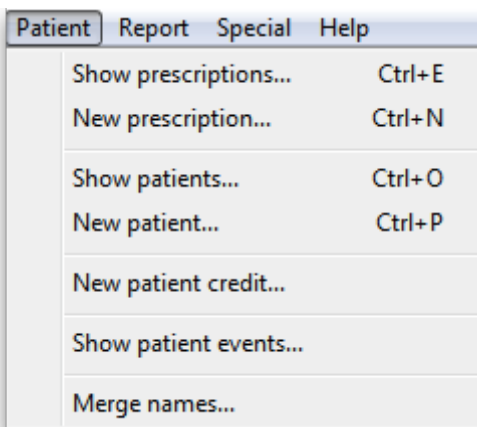 Patient Report Special Help
Show prescriptions... Ctrl+E
New prescription... Ctrl+N
Show patients... Ctrl+O
New patient... Ctrl+P
New patient credit...
Show patient events...
Merge names...